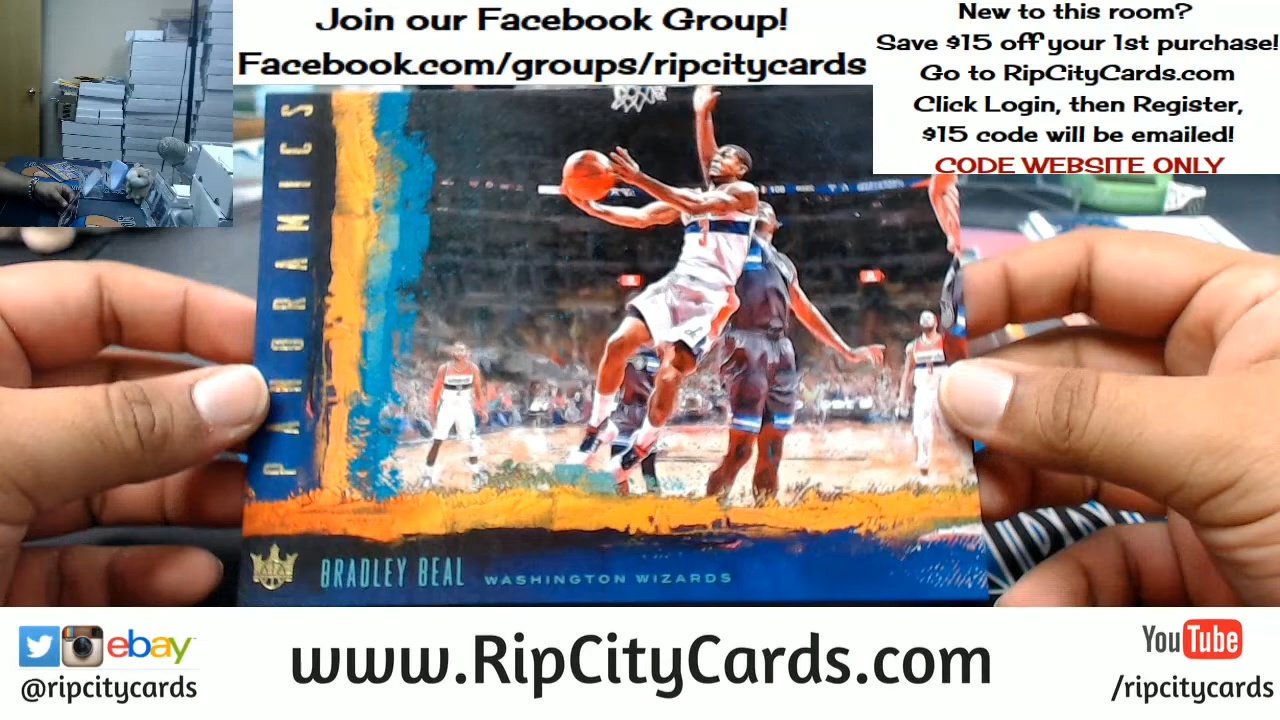 Join our Facebook Group!
Facebook.com/groups/ripcitycards
New to this room?
Save $15 off your 1st purchase!
Go to RipCityCards.com
Click Login, then Register,
$15 code will be emailed!
CODE WEBSITE ONLY
PANORAMICS
BRADLEY BEAL WASHINGTON WIZARDS
ebay
@ripcitycards
www.RipCityCards.com
YouTube
/ripcitycards